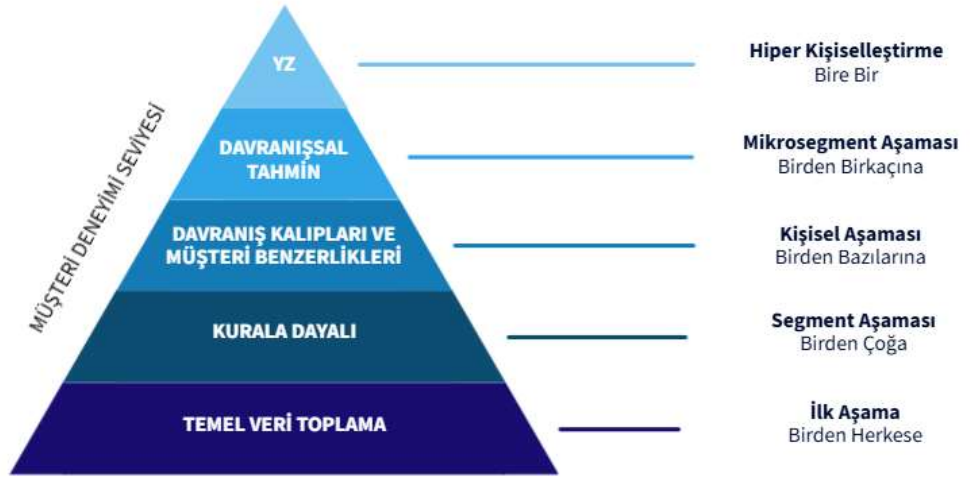 YZ
Hiper Kişiselleştirme
Bire Bir
DAVRANIŞSAL
TAHMİN
Mikrosegment Aşaması
Birden Birkaçına
DAVRANIŞ KALIPLARI VE
MÜŞTERİ BENZERLİKLERİ
Kişisel Aşaması
Birden Bazılarına
KURALA DAYALI
Segment Aşaması
Birden Çoğa
TEMEL VERİ TOPLAMA
İlk Aşama
Birden Herkese
MÜŞTERİ DENEYİMİ SEVİYESİ